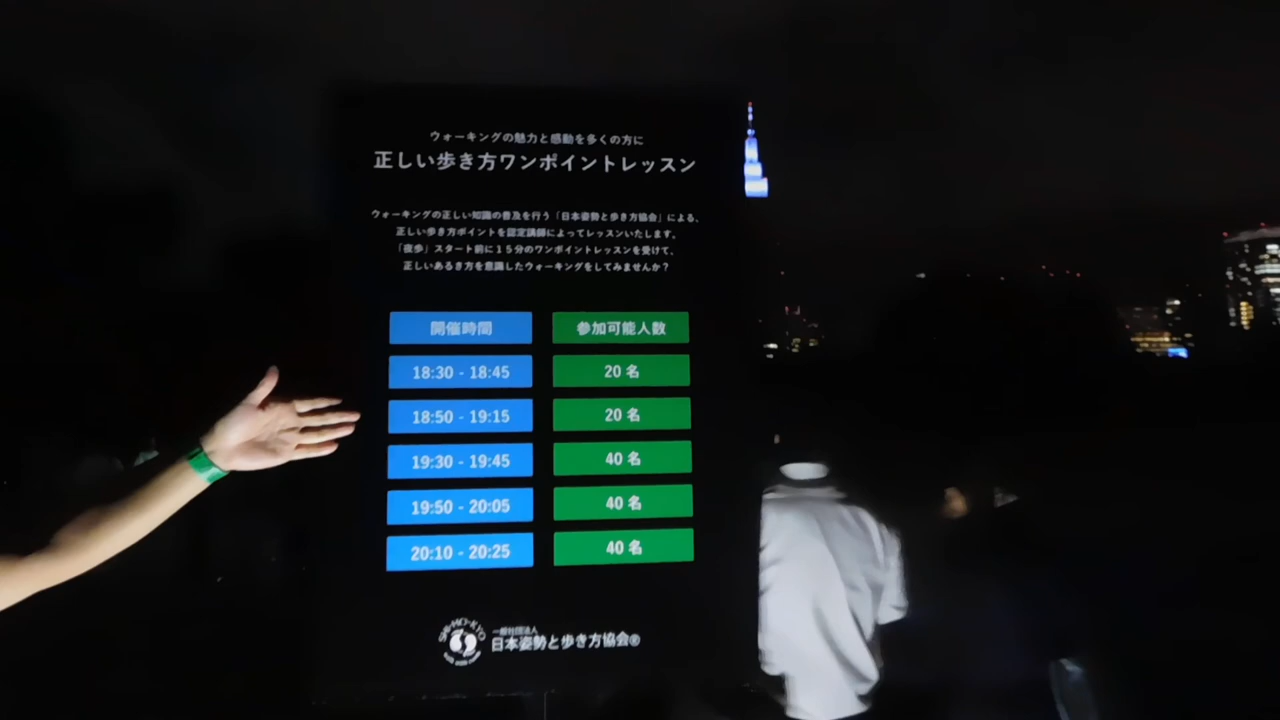 ウォーキングの魅力と感動を多くの方に
正しい歩き方ワンポイントレッスン
ウォーキングの正しい知識の普及を行う「日本姿勢と歩き方協会」による、
正しい歩き方ポイントを認定講師によってレッスンいたします。
「夜歩」スタート前に15分のワンポイントレッスンを受けて、
正しいあるき方を意識したウォーキングをしてみませんか？
開催時間 参加可能人数
18:30 - 18:45 20 名
18:50 - 19:15 20 名
19:30 - 19:45 40 名
19:50 - 20:05 40 名
20:10 - 20:25 40 名
SHI-HO-KYO
一般社団法人
日本姿勢と歩き方協会®